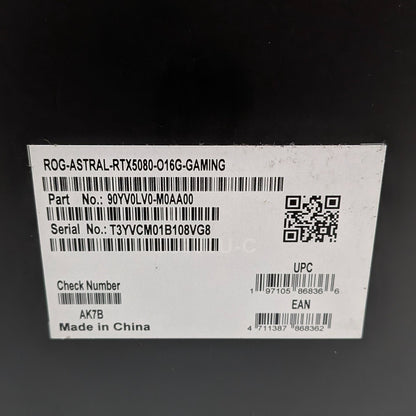 ROG-ASTRAL-RTX5080-O16G-GAMING
Part No.: 90YV0LV0-M0AA00
Serial No.: T3YVCM01B108VG8
UPC
1 97105 86836 6
Check Number
EAN
AK7B
4 711387 868362
Made in China